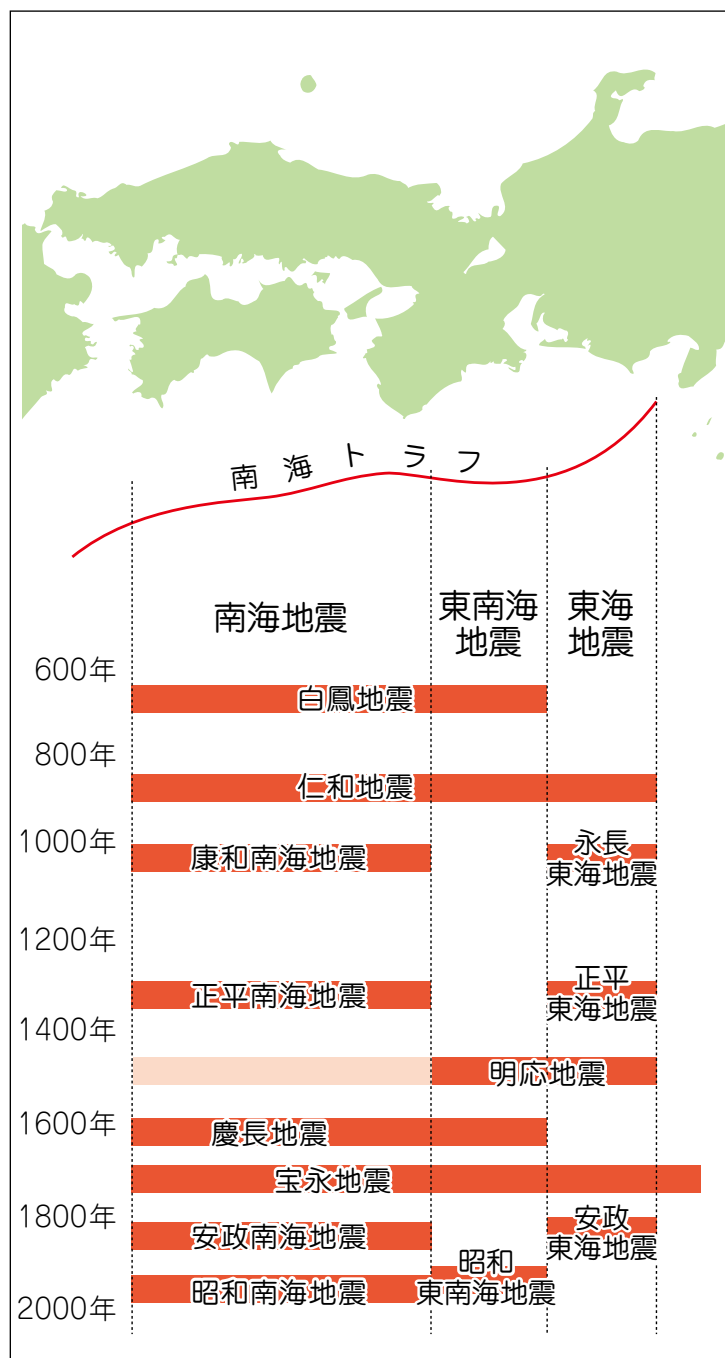 南海トラフ
南海地震
東南海
地震
東海
地震
600年
白鳳地震
800年
仁和地震
1000年
康和南海地震
永長
東海地震
1200年
正平南海地震
正平
東海地震
1400年
明応地震
1600年
慶長地震
宝永地震
1800年
安政南海地震
安政
東海地震
昭和南海地震
昭和
東南海地震
2000年